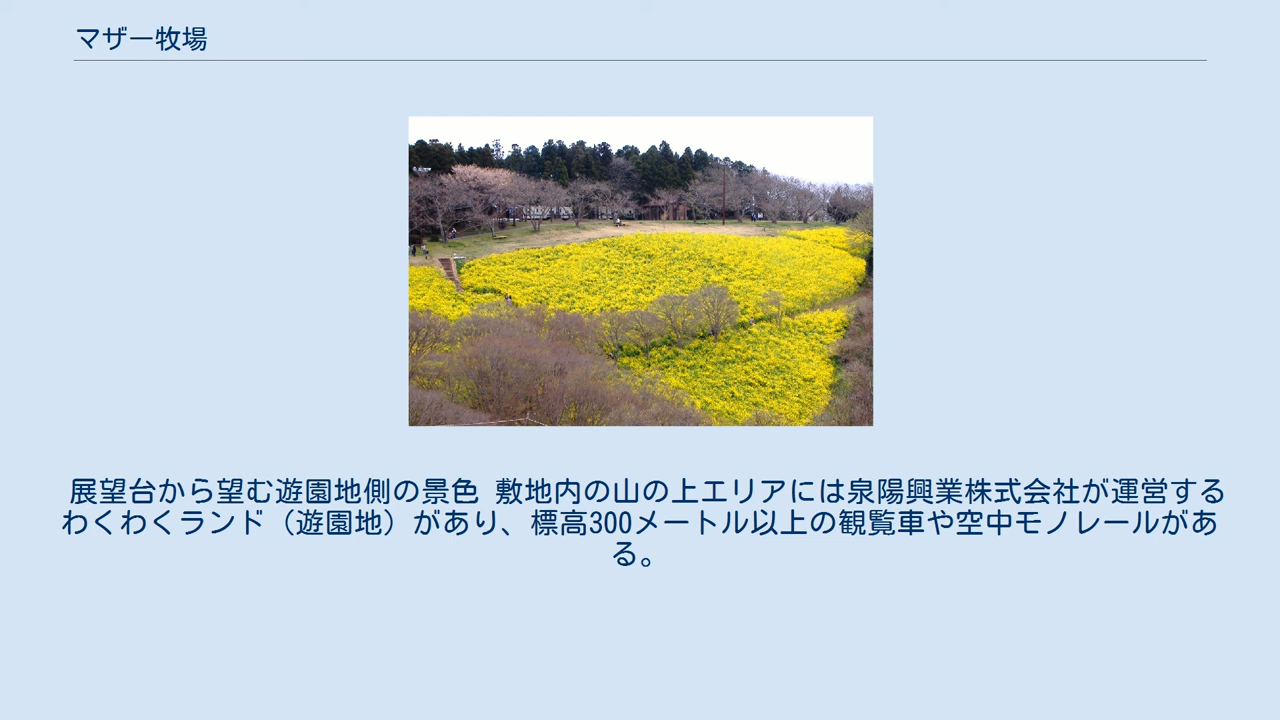 マザー牧場
展望台から望む遊園地側の景色 敷地内の山の上エリアには泉陽興業株式会社が運営する
わくわくランド（遊園地）があり、標高300メートル以上の観覧車や空中モノレールがあ
る。